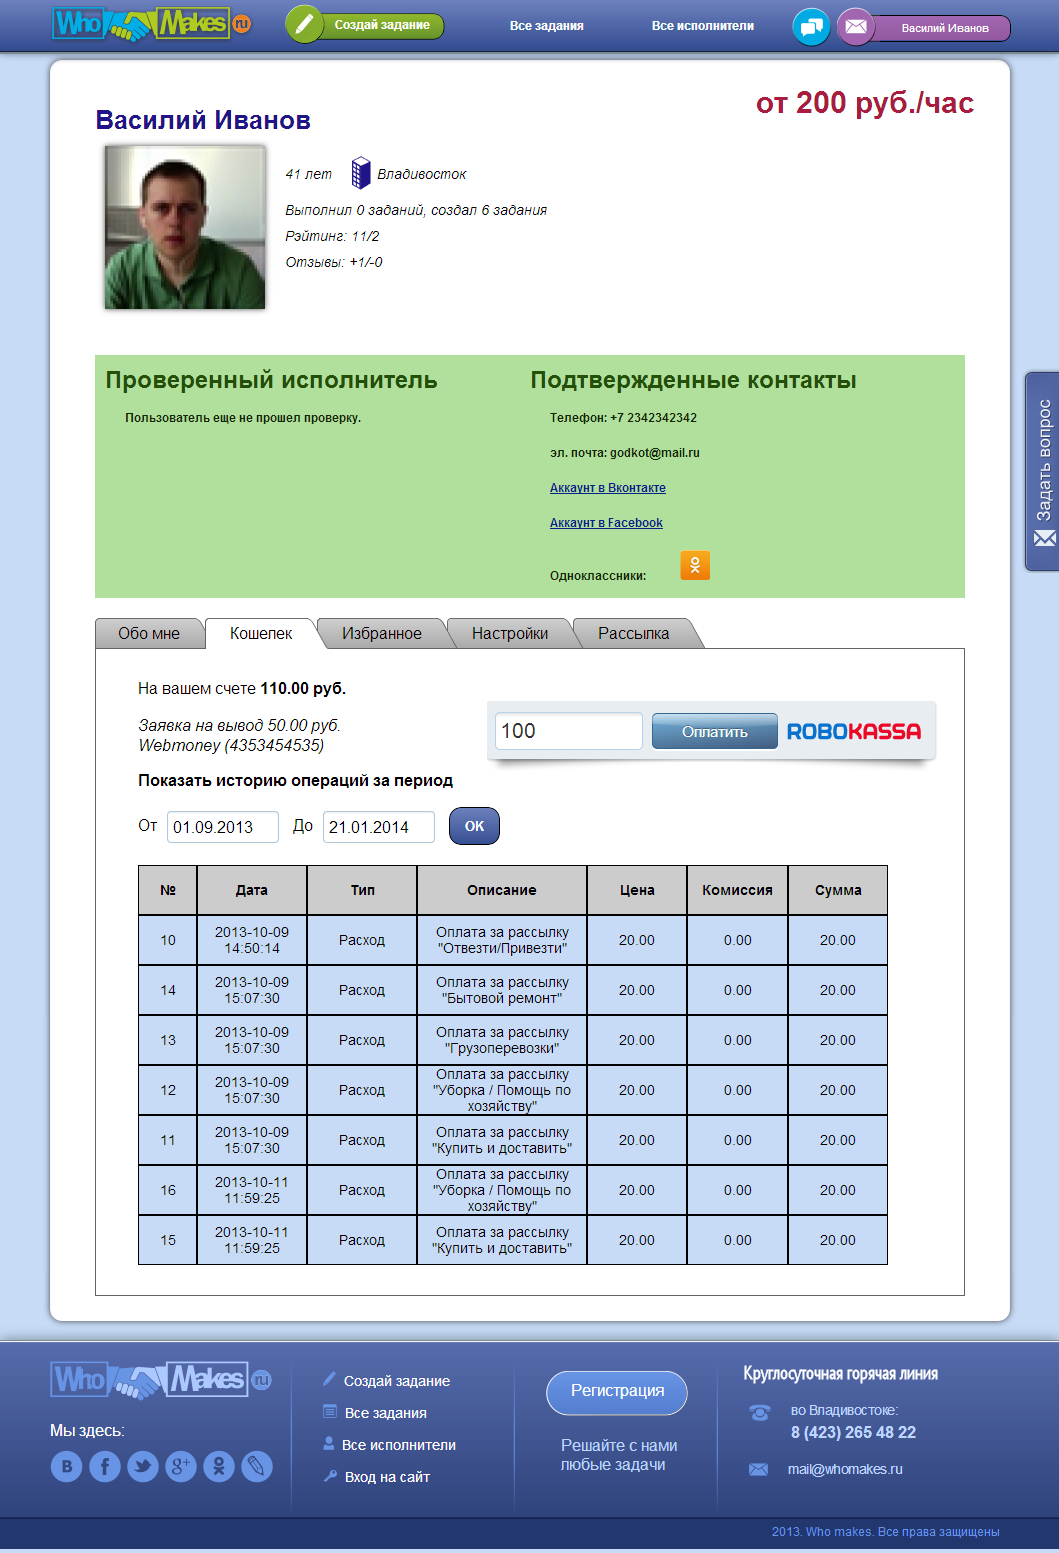 Who Makes ru
Создай задание
Все задания
Все исполнители
Василий Иванов
от 200 руб./час
Василий Иванов
41 лет Владивосток
Выполнил 0 заданий, создал 6 задания
Рэйтинг: 11/2
Отзывы: +1/-0
Проверенный исполнитель
Пользователь еще не прошел проверку.
Подтвержденные контакты
Телефон: +7 2342342342
эл. почта: godkot@mail.ru
Аккаунт в Вконтакте
Аккаунт в Facebook
Одноклассники:
Задать вопрос
Обо мне Кошелек Избранное Настройки Рассылка
На вашем счете 110.00 руб.
Заявка на вывод 50.00 руб.
Webmoney (4353454535)
100 Оплатить ROBOKASSA
Показать историю операций за период
От 01.09.2013 До 21.01.2014 ОК
№ Дата Тип Описание Цена Комиссия Сумма
10 2013-10-09 14:50:14 Расход Оплата за рассылку "Отвезти/Привезти" 20.00 0.00 20.00
14 2013-10-09 15:07:30 Расход Оплата за рассылку "Бытовой ремонт" 20.00 0.00 20.00
13 2013-10-09 15:07:30 Расход Оплата за рассылку "Грузоперевозки" 20.00 0.00 20.00
12 2013-10-09 15:07:30 Расход Оплата за рассылку "Уборка / Помощь по хозяйству" 20.00 0.00 20.00
11 2013-10-09 15:07:30 Расход Оплата за рассылку "Купить и доставить" 20.00 0.00 20.00
16 2013-10-11 11:59:25 Расход Оплата за рассылку "Уборка / Помощь по хозяйству" 20.00 0.00 20.00
15 2013-10-11 11:59:25 Расход Оплата за рассылку "Купить и доставить" 20.00 0.00 20.00
Who Makes ru
Мы здесь:
Создай задание
Все задания
Все исполнители
Вход на сайт
Регистрация
Решайте с нами
любые задачи
Круглосуточная горячая линия
во Владивостоке:
8 (423) 265 48 22
mail@whomakes.ru
2013. Who makes. Все права защищены